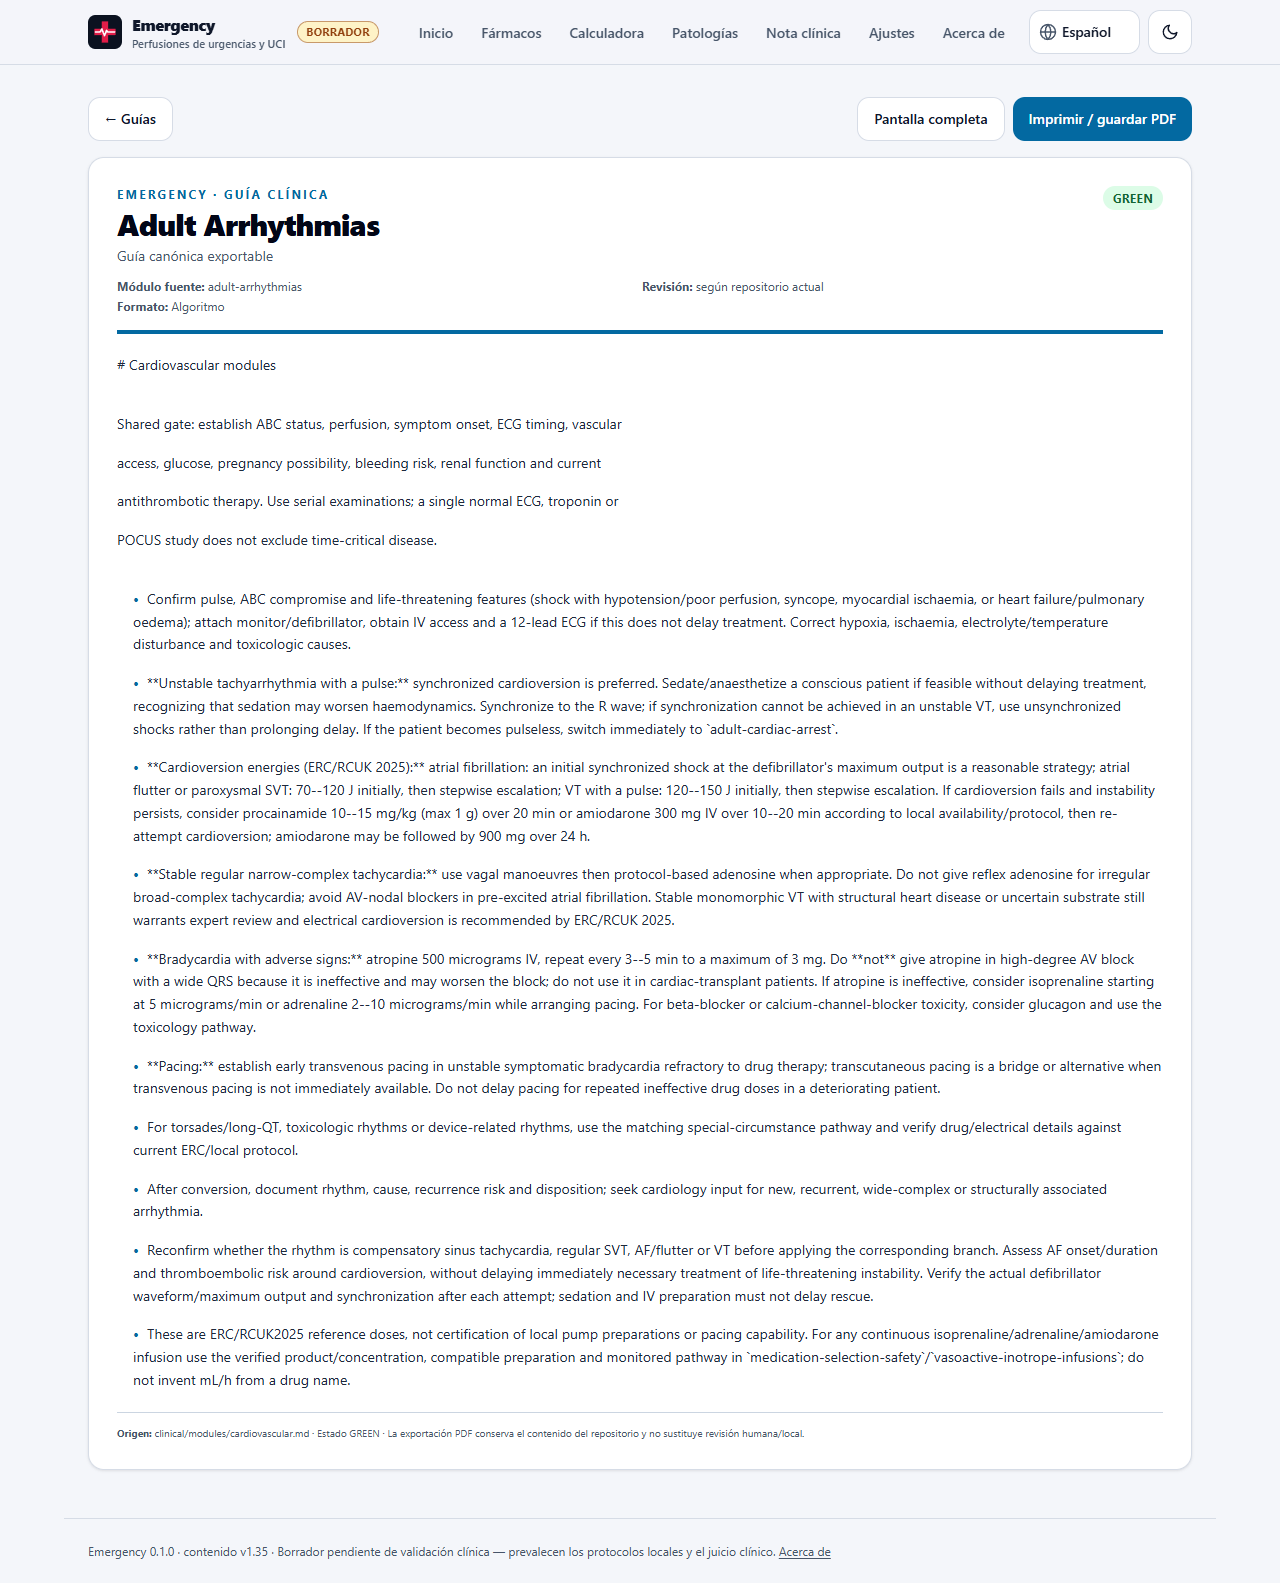 Emergency
Perfusiones de urgencias y UCI
BORRADOR
Inicio
Fármacos
Calculadora
Patologías
Nota clínica
Ajustes
Acerca de
Español
← Guías
Pantalla completa
Imprimir / guardar PDF
EMERGENCY · GUÍA CLÍNICA
GREEN
Adult Arrhythmias
Guía canónica exportable
Módulo fuente: adult-arrhythmias
Revisión: según repositorio actual
Formato: Algoritmo
# Cardiovascular modules
Shared gate: establish ABC status, perfusion, symptom onset, ECG timing, vascular
access, glucose, pregnancy possibility, bleeding risk, renal function and current
antithrombotic therapy. Use serial examinations; a single normal ECG, troponin or
POCUS study does not exclude time-critical disease.
• Confirm pulse, ABC compromise and life-threatening features (shock with hypotension/poor perfusion, syncope, myocardial ischaemia, or heart failure/pulmonary
oedema); attach monitor/defibrillator, obtain IV access and a 12-lead ECG if this does not delay treatment. Correct hypoxia, ischaemia, electrolyte/temperature
disturbance and toxicologic causes.
• **Unstable tachyarrhythmia with a pulse:** synchronized cardioversion is preferred. Sedate/anaesthetize a conscious patient if feasible without delaying treatment,
recognizing that sedation may worsen haemodynamics. Synchronize to the R wave; if synchronization cannot be achieved in an unstable VT, use unsynchronized
shocks rather than prolonging delay. If the patient becomes pulseless, switch immediately to `adult-cardiac-arrest`.
• **Cardioversion energies (ERC/RCUK 2025):** atrial fibrillation: an initial synchronized shock at the defibrillator's maximum output is a reasonable strategy; atrial
flutter or paroxysmal SVT: 70--120 J initially, then stepwise escalation; VT with a pulse: 120--150 J initially, then stepwise escalation. If cardioversion fails and instability
persists, consider procainamide 10--15 mg/kg (max 1 g) over 20 min or amiodarone 300 mg IV over 10--20 min according to local availability/protocol, then re-
attempt cardioversion; amiodarone may be followed by 900 mg over 24 h.
• **Stable regular narrow-complex tachycardia:** use vagal manoeuvres then protocol-based adenosine when appropriate. Do not give reflex adenosine for irregular
broad-complex tachycardia; avoid AV-nodal blockers in pre-excited atrial fibrillation. Stable monomorphic VT with structural heart disease or uncertain substrate still
warrants expert review and electrical cardioversion is recommended by ERC/RCUK 2025.
• **Bradycardia with adverse signs:** atropine 500 micrograms IV, repeat every 3--5 min to a maximum of 3 mg. Do **not** give atropine in high-degree AV block
with a wide QRS because it is ineffective and may worsen the block; do not use it in cardiac-transplant patients. If atropine is ineffective, consider isoprenaline starting
at 5 micrograms/min or adrenaline 2--10 micrograms/min while arranging pacing. For beta-blocker or calcium-channel-blocker toxicity, consider glucagon and use the
toxicology pathway.
• **Pacing:** establish early transvenous pacing in unstable symptomatic bradycardia refractory to drug therapy; transcutaneous pacing is a bridge or alternative when
transvenous pacing is not immediately available. Do not delay pacing for repeated ineffective drug doses in a deteriorating patient.
• For torsades/long-QT, toxicologic rhythms or device-related rhythms, use the matching special-circumstance pathway and verify drug/electrical details against
current ERC/local protocol.
• After conversion, document rhythm, cause, recurrence risk and disposition; seek cardiology input for new, recurrent, wide-complex or structurally associated
arrhythmia.
• Reconfirm whether the rhythm is compensatory sinus tachycardia, regular SVT, AF/flutter or VT before applying the corresponding branch. Assess AF onset/duration
and thromboembolic risk around cardioversion, without delaying immediately necessary treatment of life-threatening instability. Verify the actual defibrillator
waveform/maximum output and synchronization after each attempt; sedation and IV preparation must not delay rescue.
• These are ERC/RCUK2025 reference doses, not certification of local pump preparations or pacing capability. For any continuous isoprenaline/adrenaline/amiodarone
infusion use the verified product/concentration, compatible preparation and monitored pathway in `medication-selection-safety`/`vasoactive-inotrope-infusions`; do
not invent mL/h from a drug name.
Origen: clinical/modules/cardiovascular.md · Estado GREEN · La exportación PDF conserva el contenido del repositorio y no sustituye revisión humana/local.
Emergency 0.1.0 · contenido v1.35 · Borrador pendiente de validación clínica — prevalecen los protocolos locales y el juicio clínico. Acerca de